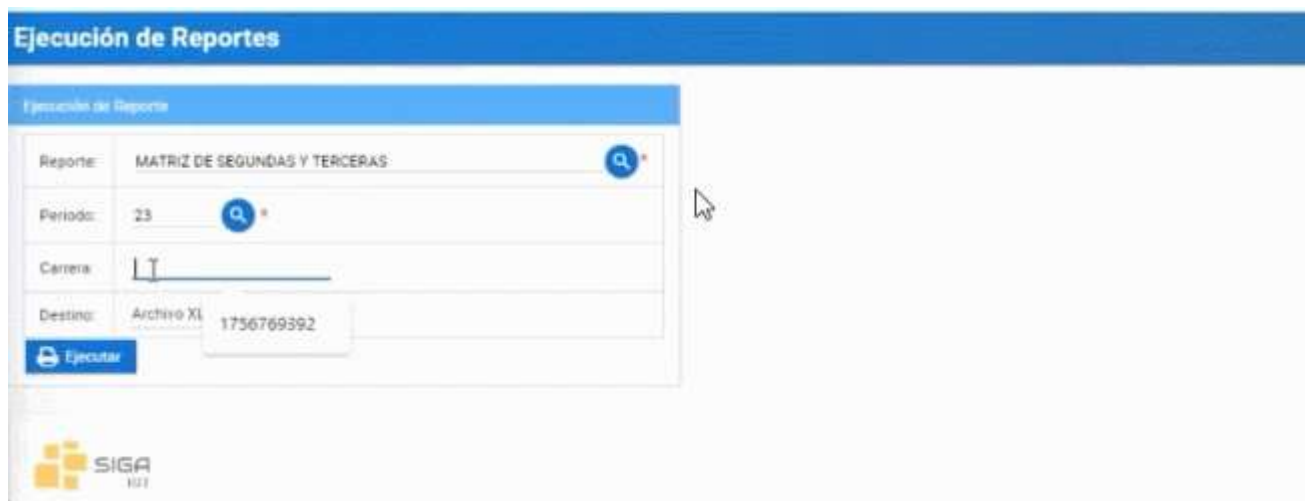 Ejecución de Reportes
Ejecución de Reporte
Reporte: MATRIZ DE SEGUNDAS Y TERCERAS *
Periodo: 23 *
Carrera:
Destino: Archivo XL
1756769392
Ejecutar
SIGA